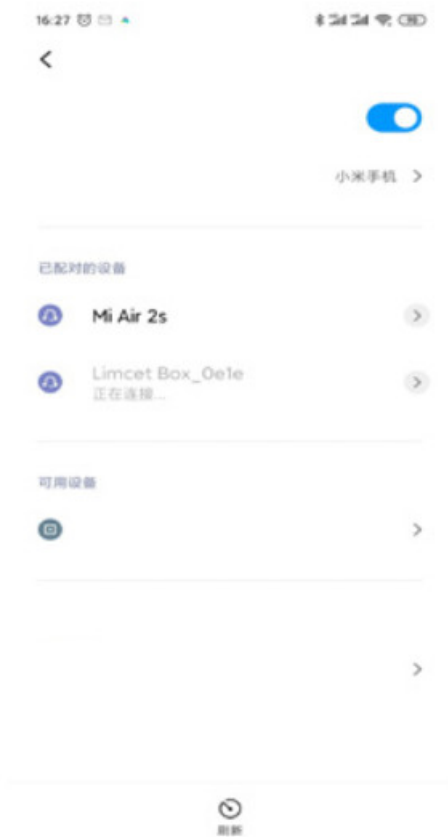 16:27
小米手机
已配对的设备
Mi Air 2s
Limcet Box_0e1e
正在连接...
可用设备
刷新